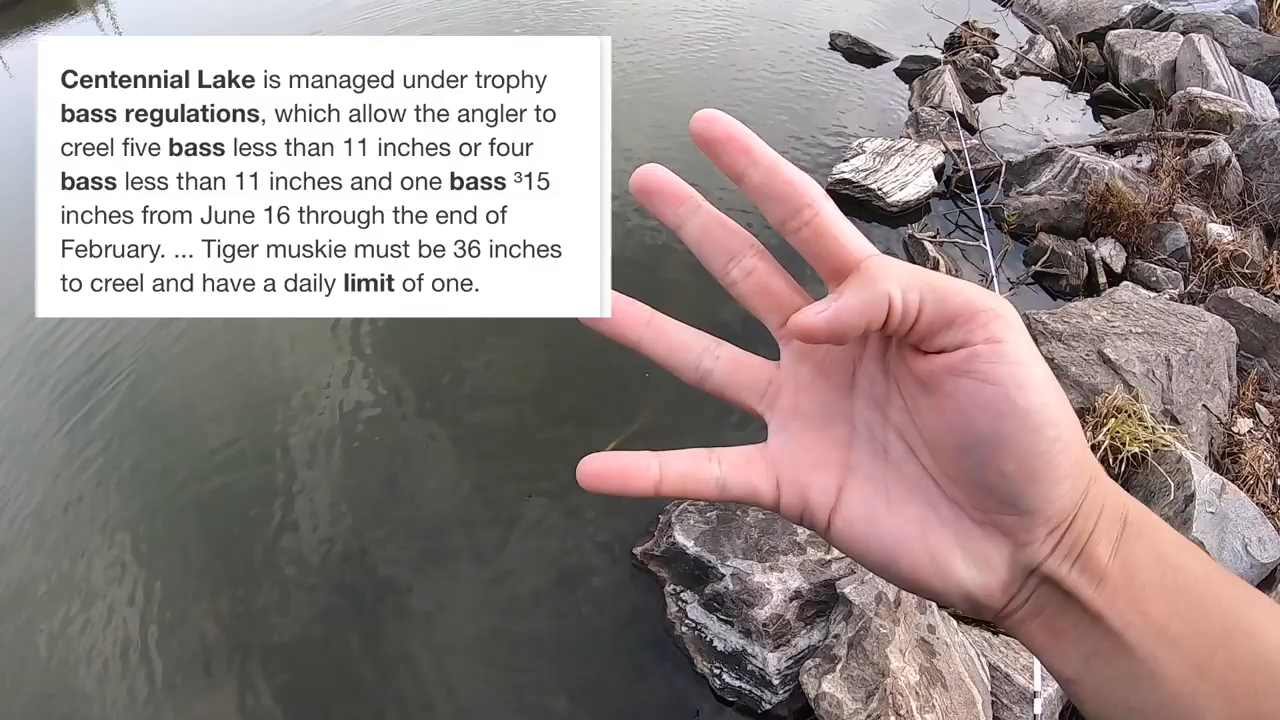 Centennial Lake is managed under trophy
bass regulations, which allow the angler to
creel five bass less than 11 inches or four
bass less than 11 inches and one bass ³15
inches from June 16 through the end of
February. ... Tiger muskie must be 36 inches
to creel and have a daily limit of one.